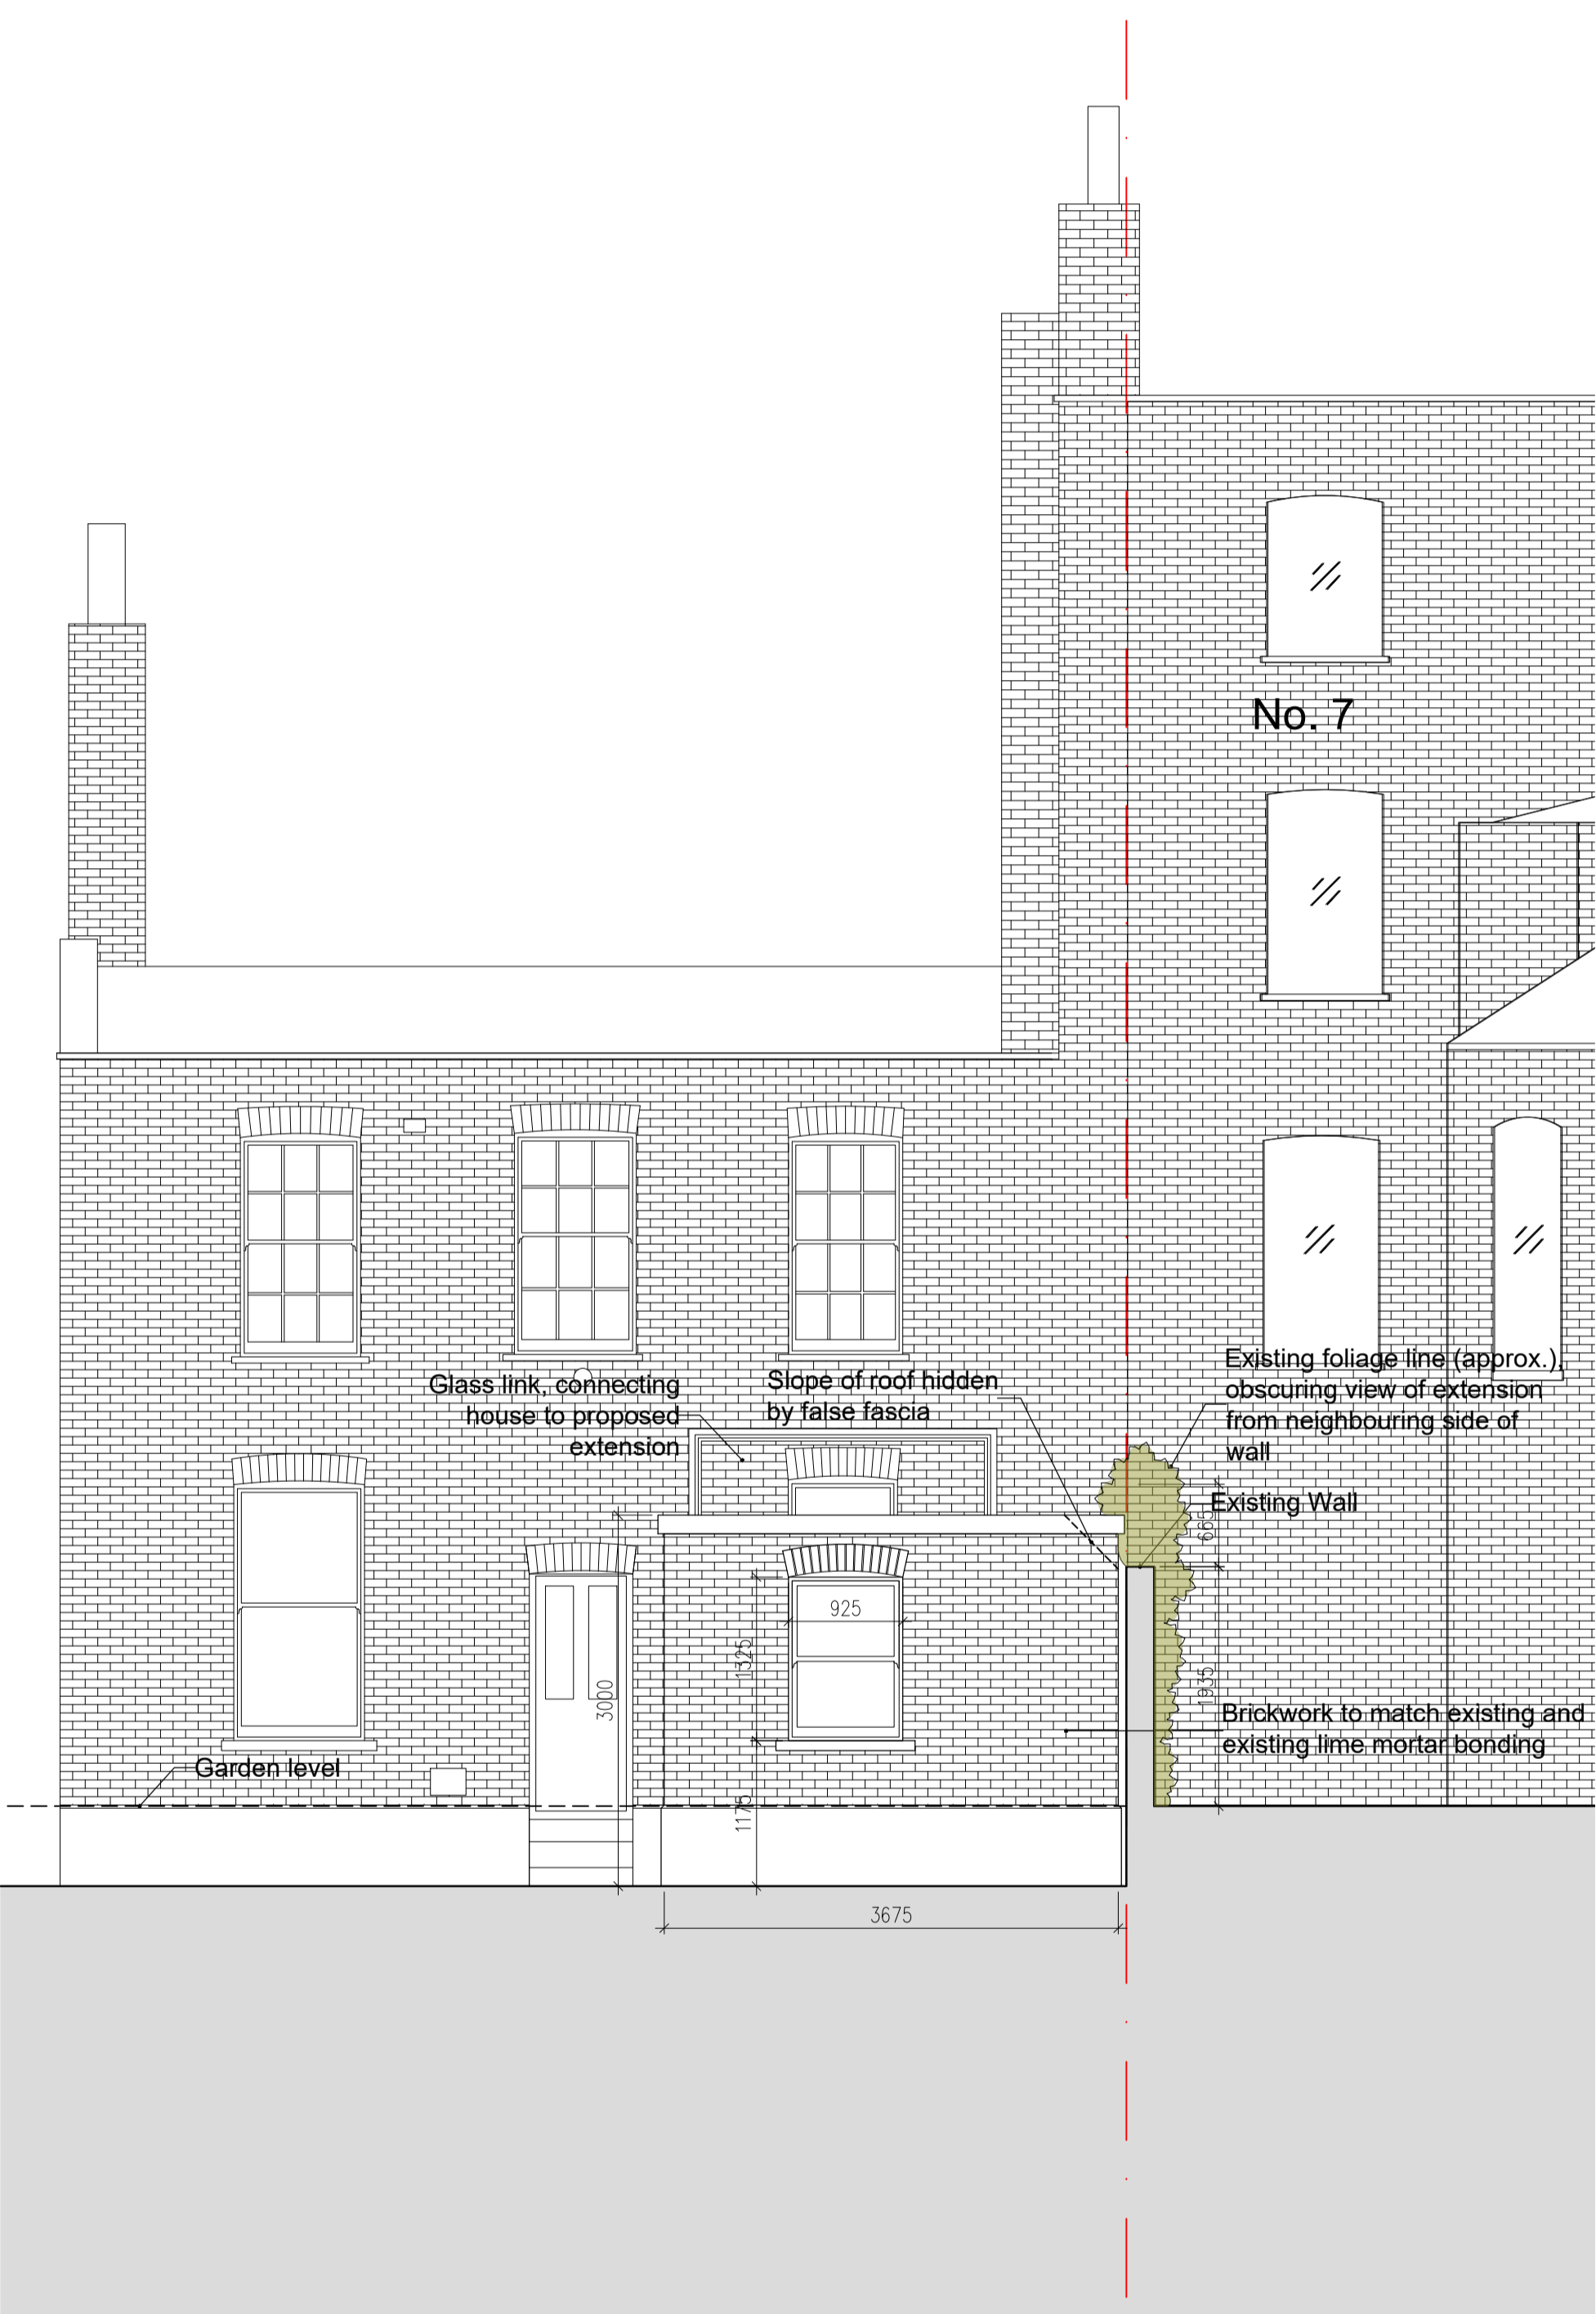 No. 7
Existing foliage line (approx.),
obscuring view of extension
from neighbouring side of
wall
Glass link, connecting
house to proposed
extension
Slope of roof hidden
by false fascia
Existing Wall
665
925
1325
3000
1935
Brickwork to match existing and
existing lime mortar bonding
Garden level
1175
3675